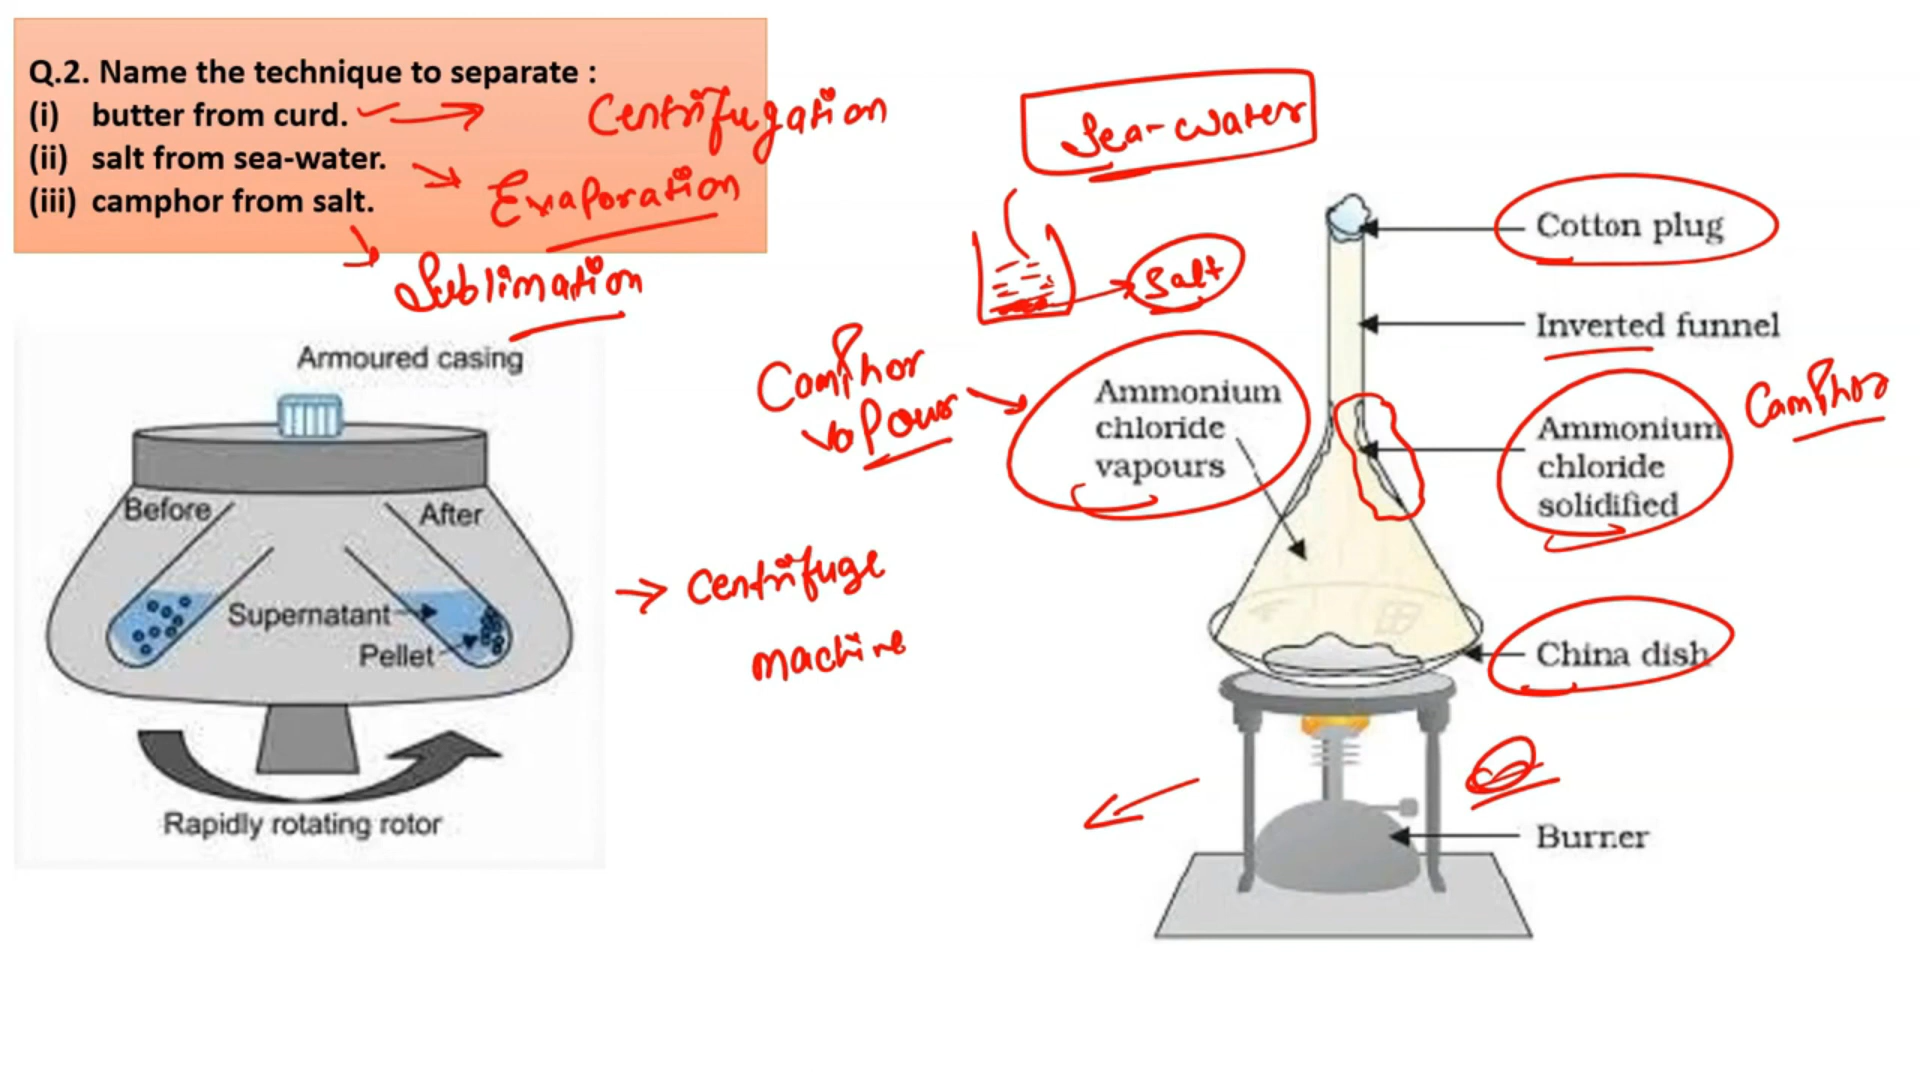 Q.2. Name the technique to separate :
(i) butter from curd.
Centrifugation
(ii) salt from sea-water.
Evaporation
(iii) camphor from salt.
Sublimation
Sea-water
Salt
Armoured casing
Before
After
Supernatant
Pellet
Rapidly rotating rotor
Centrifuge
machine
Camphor
vapour
Ammonium
chloride
vapours
Cotton plug
Inverted funnel
Camphor
Ammonium
chloride
solidified
China dish
Burner